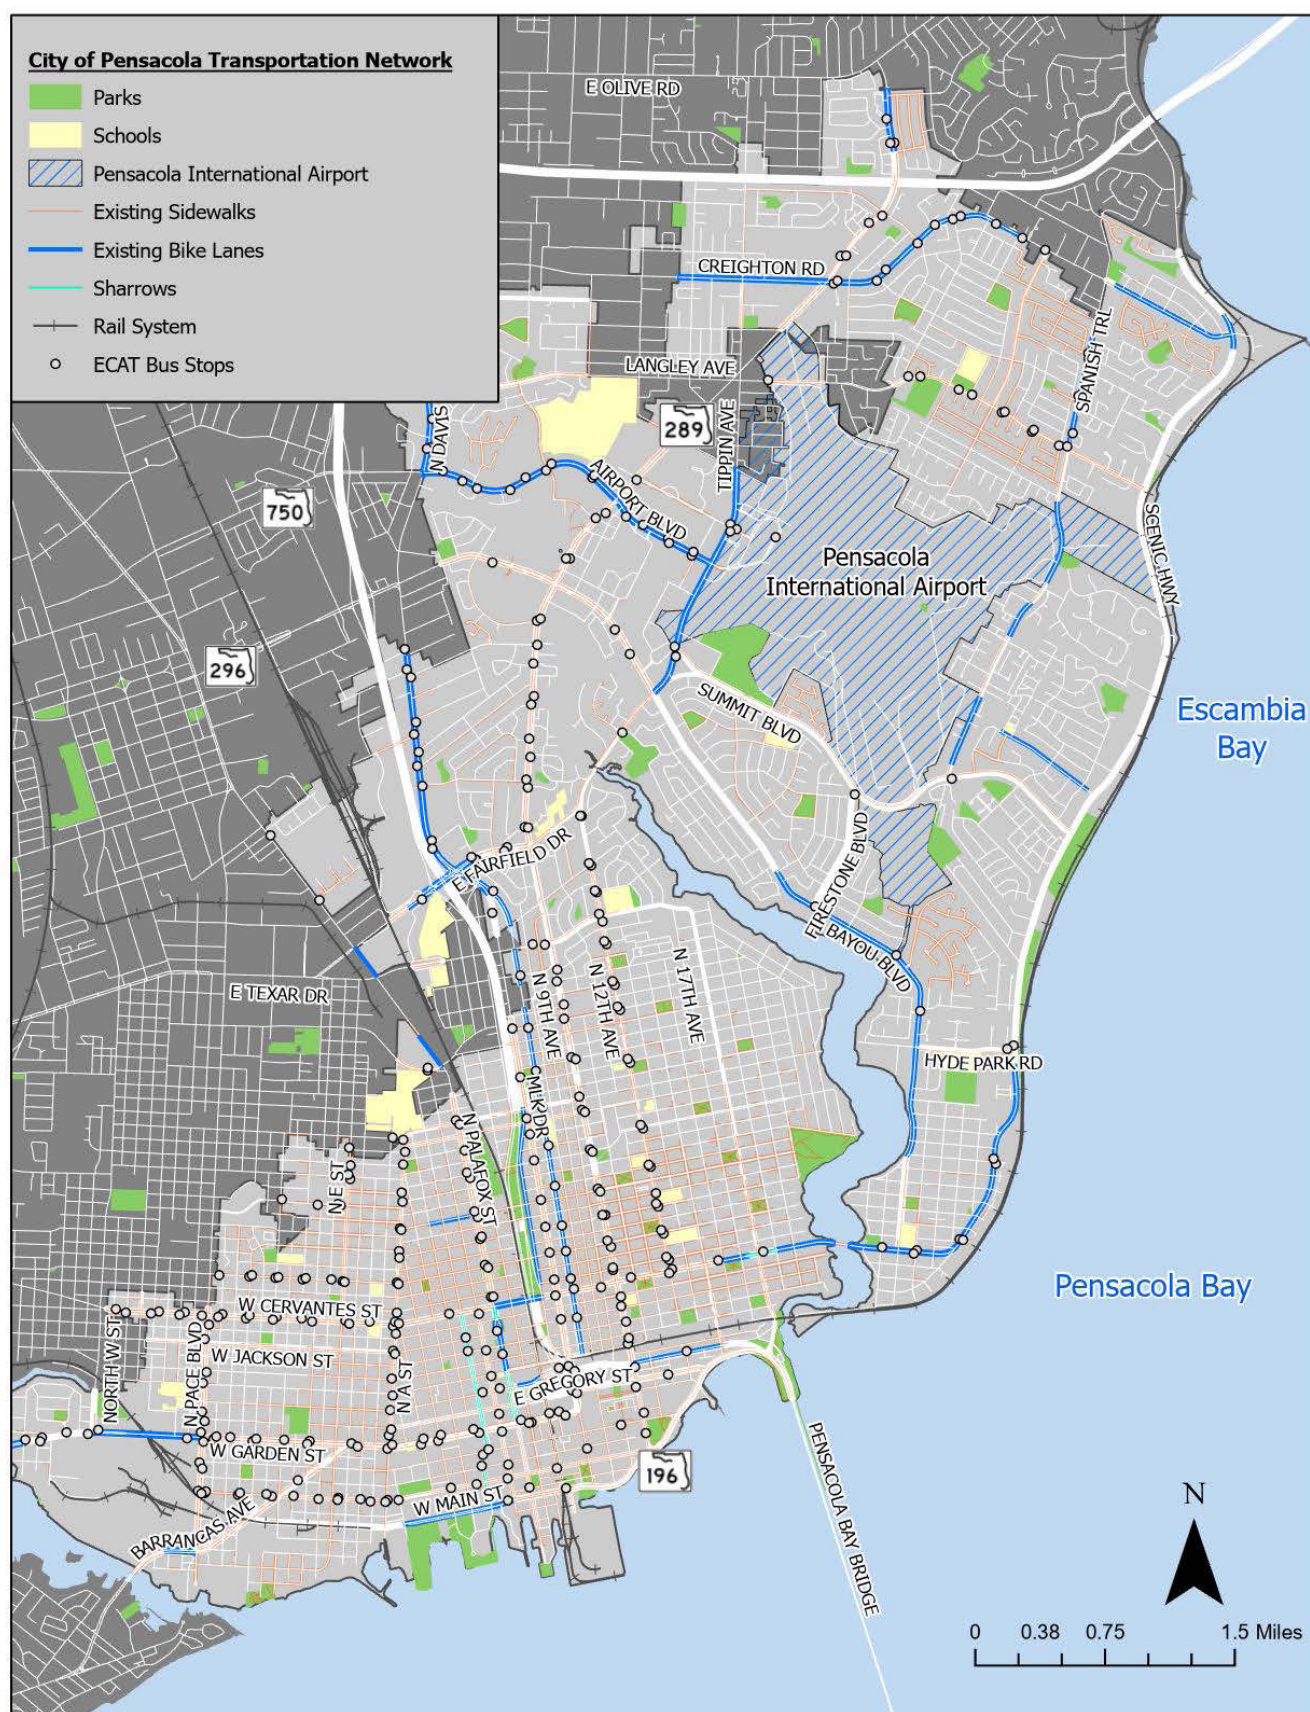 City of Pensacola Transportation Network
Parks
Schools
Pensacola International Airport
Existing Sidewalks
Existing Bike Lanes
Sharrows
Rail System
ECAT Bus Stops
E OLIVE RD
CREIGHTON RD
LANGLEY AVE
SPANISH TRL
N DAVIS
289
TIPPIN AVE
AIRPORT BLVD
750
SCENIC HWY
Pensacola
International Airport
296
SUMMIT BLVD
Escambia
Bay
E FAIRFIELD DR
FIRESTONE BLVD
BAYOU BLVD
E TEXAR DR
N 9TH AVE
N 12TH AVE
N 17TH AVE
HYDE PARK RD
MLK DR
N PALAFOX ST
N E ST
Pensacola Bay
W CERVANTES ST
NORTH W ST
N PACE BLVD
W JACKSON ST
N A ST
E GREGORY ST
W GARDEN ST
196
W MAIN ST
BARRANCAS AVE
PENSACOLA BAY BRIDGE
N
0 0.38 0.75 1.5 Miles